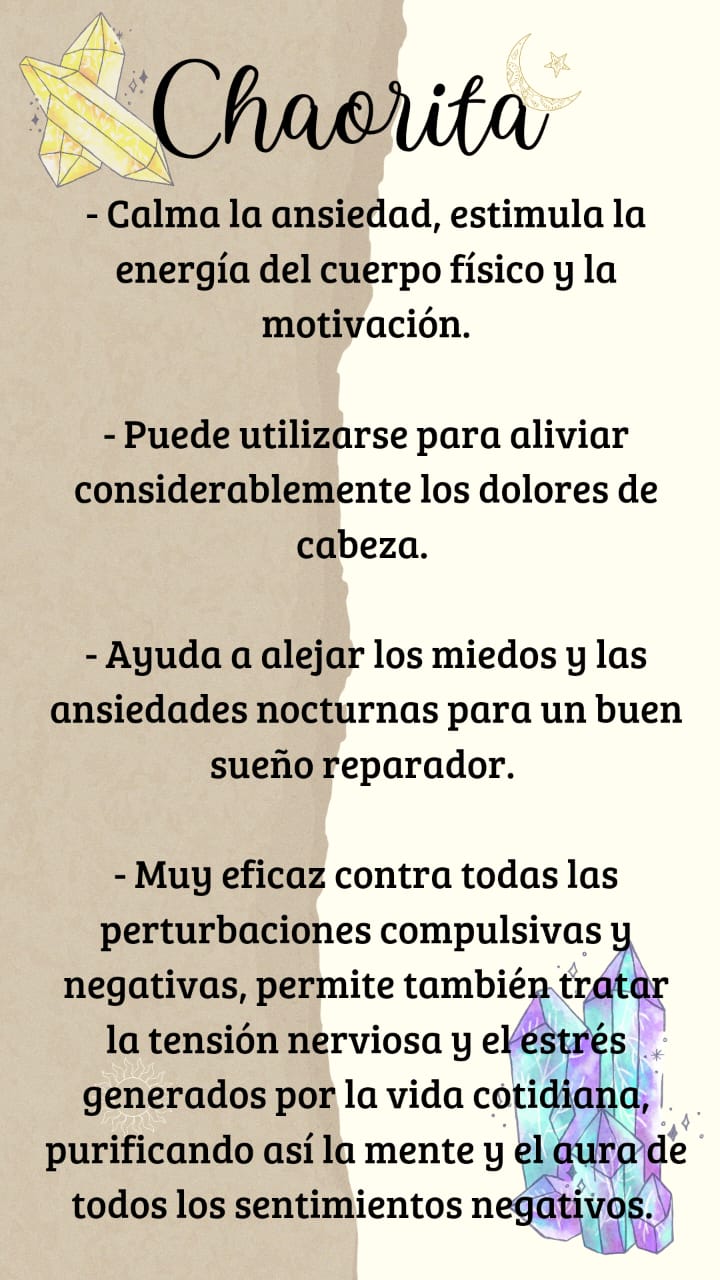 Chaorita
- Calma la ansiedad, estimula la
energía del cuerpo físico y la
motivación.
- Puede utilizarse para aliviar
considerablemente los dolores de
cabeza.
- Ayuda a alejar los miedos y las
ansiedades nocturnas para un buen
sueño reparador.
- Muy eficaz contra todas las
perturbaciones compulsivas y
negativas, permite también tratar
la tensión nerviosa y el estrés
generados por la vida cotidiana,
purificando así la mente y el aura de
todos los sentimientos negativos.